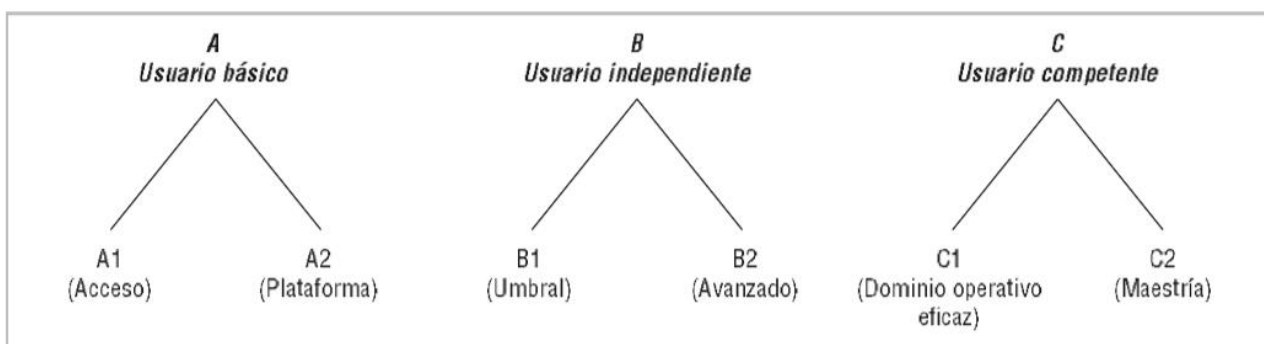 A
Usuario básico
B
Usuario independiente
C
Usuario competente
A1
(Acceso)
A2
(Plataforma)
B1
(Umbral)
B2
(Avanzado)
C1
(Dominio operativo
eficaz)
C2
(Maestría)